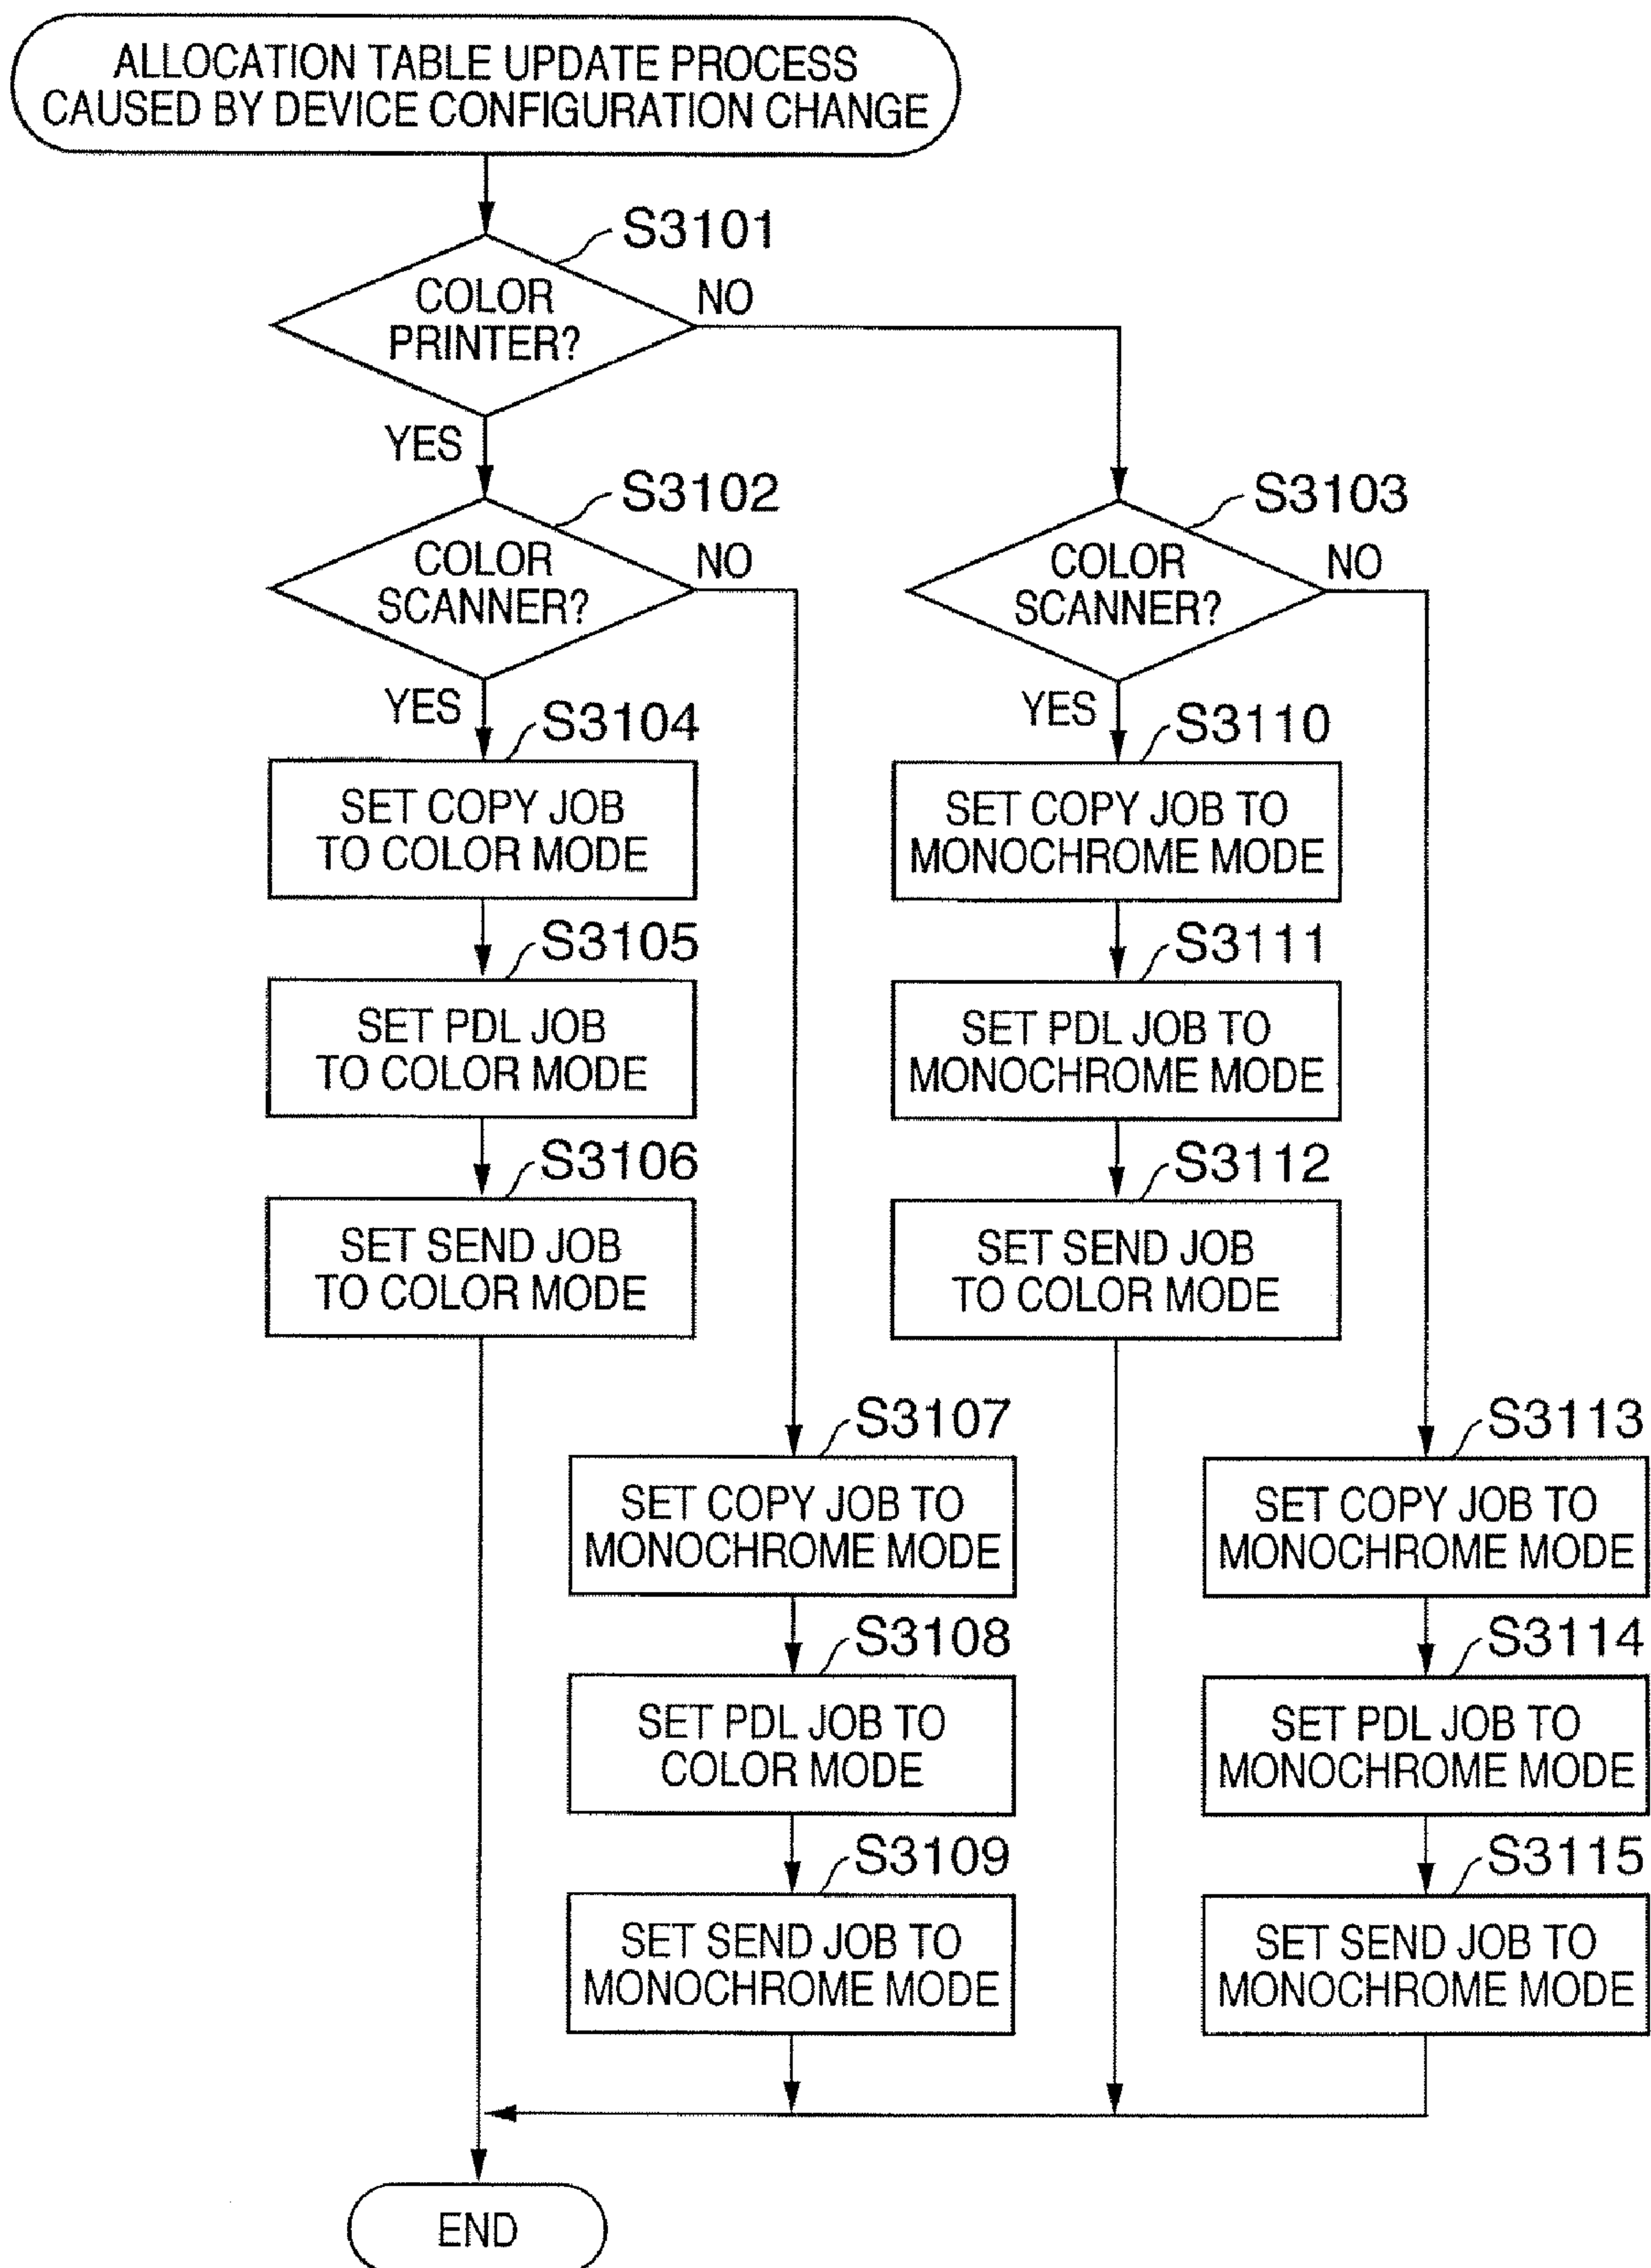 ALLOCATION TABLE UPDATE PROCESS
CAUSED BY DEVICE CONFIGURATION CHANGE
S3101
COLOR
PRINTER?
NO
YES
S3102
COLOR
SCANNER?
NO
YES
S3103
COLOR
SCANNER?
NO
YES
S3104
SET COPY JOB
TO COLOR MODE
S3105
SET PDL JOB
TO COLOR MODE
S3106
SET SEND JOB
TO COLOR MODE
S3110
SET COPY JOB TO
MONOCHROME MODE
S3111
SET PDL JOB TO
MONOCHROME MODE
S3112
SET SEND JOB
TO COLOR MODE
S3107
SET COPY JOB TO
MONOCHROME MODE
S3108
SET PDL JOB TO
COLOR MODE
S3109
SET SEND JOB TO
MONOCHROME MODE
S3113
SET COPY JOB TO
MONOCHROME MODE
S3114
SET PDL JOB TO
MONOCHROME MODE
S3115
SET SEND JOB TO
MONOCHROME MODE
END